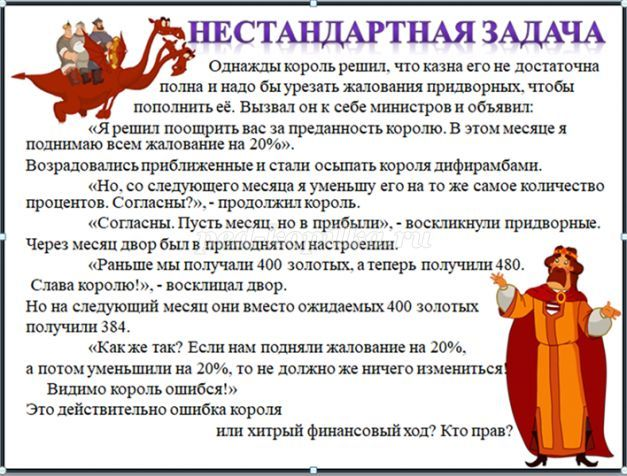 НЕСТАНДАРТНАЯ ЗАДАЧА
Однажды король решил, что казна его не достаточна
полна и надо бы урезать жалования придворных, чтобы
пополнить её. Вызвал он к себе министров и объявил:
«Я решил поощрить вас за преданность королю. В этом месяце я
поднимаю всем жалование на 20%».
Возрадовались приближенные и стали осыпать короля дифирамбами.
«Но, со следующего месяца я уменьшу его на то же самое количество
процентов. Согласны?», - продолжил король.
«Согласны. Пусть месяц, но в прибыли», - воскликнули придворные.
Через месяц двор был в приподнятом настроении.
«Раньше мы получали 400 золотых, а теперь получили 480.
Слава королю!», - восклицал двор.
Но на следующий месяц они вместо ожидаемых 400 золотых
получили 384.
«Как же так? Если нам подняли жалование на 20%,
а потом уменьшили на 20%, то не должно же ничего измениться!
Видимо король ошибся!»
Это действительно ошибка короля
или хитрый финансовый ход? Кто прав?